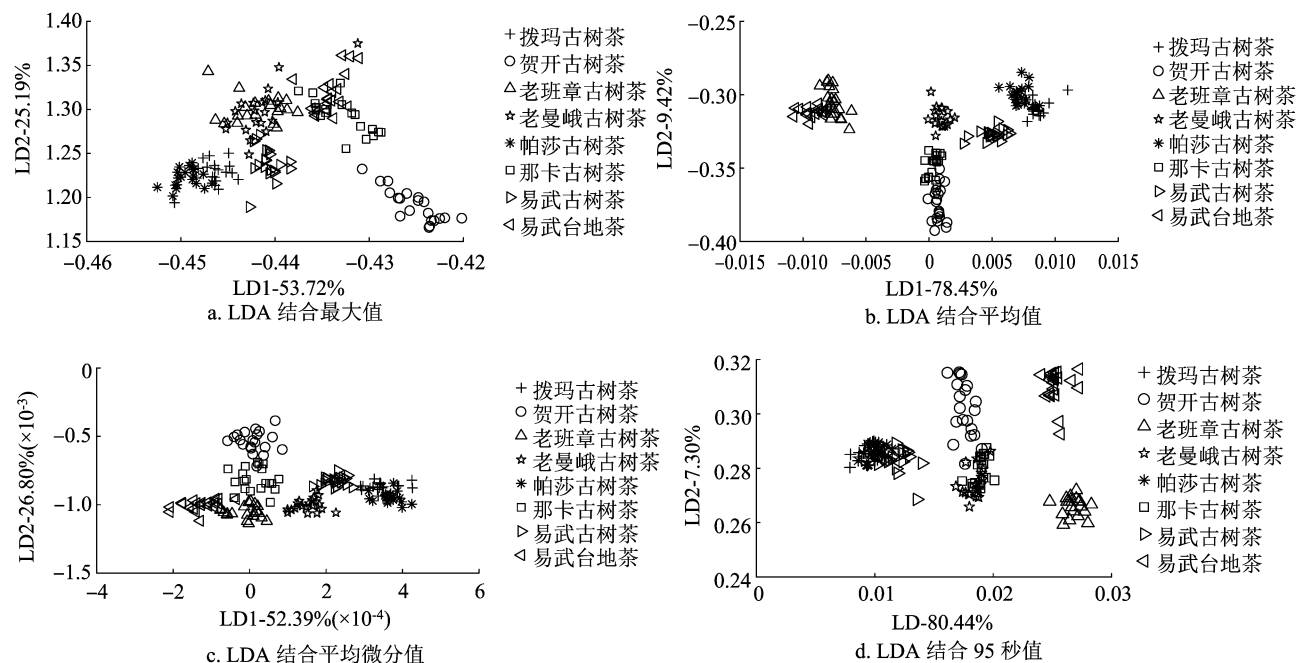 1.40
1.35
1.30
1.25
1.20
1.15
LD2-25.19%
−0.46
−0.45
−0.44
−0.43
−0.42
LD1-53.72%
a. LDA 结合最大值
拨玛古树茶
贺开古树茶
老班章古树茶
老曼峨古树茶
帕莎古树茶
那卡古树茶
易武古树茶
易武台地茶
−0.25
−0.30
−0.35
−0.40
LD2-9.42%
−0.015
−0.010
−0.005
0
0.005
0.010
0.015
LD1-78.45%
b. LDA 结合平均值
拨玛古树茶
贺开古树茶
老班章古树茶
老曼峨古树茶
帕莎古树茶
那卡古树茶
易武古树茶
易武台地茶
0
−0.5
−1.0
−1.5
LD2-26.80%(×10⁻³)
−4
−2
0
2
4
6
LD1-52.39%(×10⁻⁴)
c. LDA 结合平均微分值
拨玛古树茶
贺开古树茶
老班章古树茶
老曼峨古树茶
帕莎古树茶
那卡古树茶
易武古树茶
易武台地茶
0.32
0.30
0.28
0.26
0.24
LD2-7.30%
0
0.01
0.02
0.03
LD-80.44%
d. LDA 结合 95 秒值
拨玛古树茶
贺开古树茶
老班章古树茶
老曼峨古树茶
帕莎古树茶
那卡古树茶
易武古树茶
易武台地茶